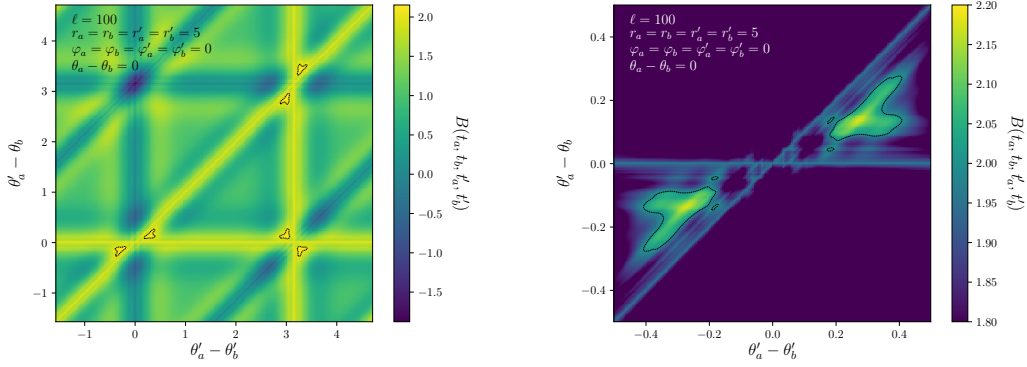 ℓ = 100
r_a = r_b = r'_a = r'_b = 5
φ_a = φ_b = φ'_a = φ'_b = 0
θ_a − θ_b = 0
4
3
2
1
0
−1
θ'_a − θ_b
−1
0
1
2
3
4
θ'_a − θ'_b
2.0
1.5
1.0
0.5
0.0
−0.5
−1.0
−1.5
B(t_a, t_b, t'_a, t'_b)
ℓ = 100
r_a = r_b = r'_a = r'_b = 5
φ_a = φ_b = φ'_a = φ'_b = 0
θ_a − θ_b = 0
0.4
0.2
0.0
−0.2
−0.4
θ'_a − θ_b
−0.4
−0.2
0.0
0.2
0.4
θ'_a − θ'_b
2.20
2.15
2.10
2.05
2.00
1.95
1.90
1.85
1.80
B(t_a, t_b, t'_a, t'_b)